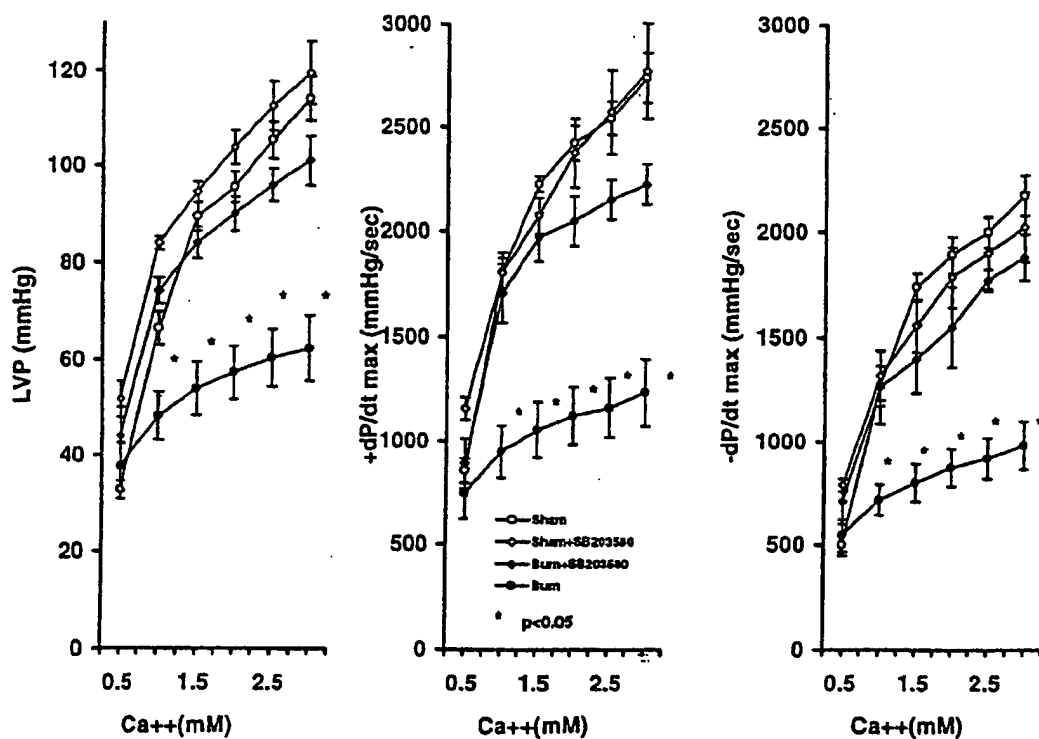 LVP (mmHg)
120
100
80
60
40
20
0
0.5 1.5 2.5
Ca++(mM)
* * * * *
+dP/dt max (mmHg/sec)
3000
2500
2000
1500
1000
500
0
0.5 1.5 2.5
Ca++(mM)
* * * * *
Sham
Sham+SB203580
Burn+SB203580
Burn
* p<0.05
-dP/dt max (mmHg/sec)
3000
2500
2000
1500
1000
500
0
0.5 1.5 2.5
Ca++(mM)
* * * * *